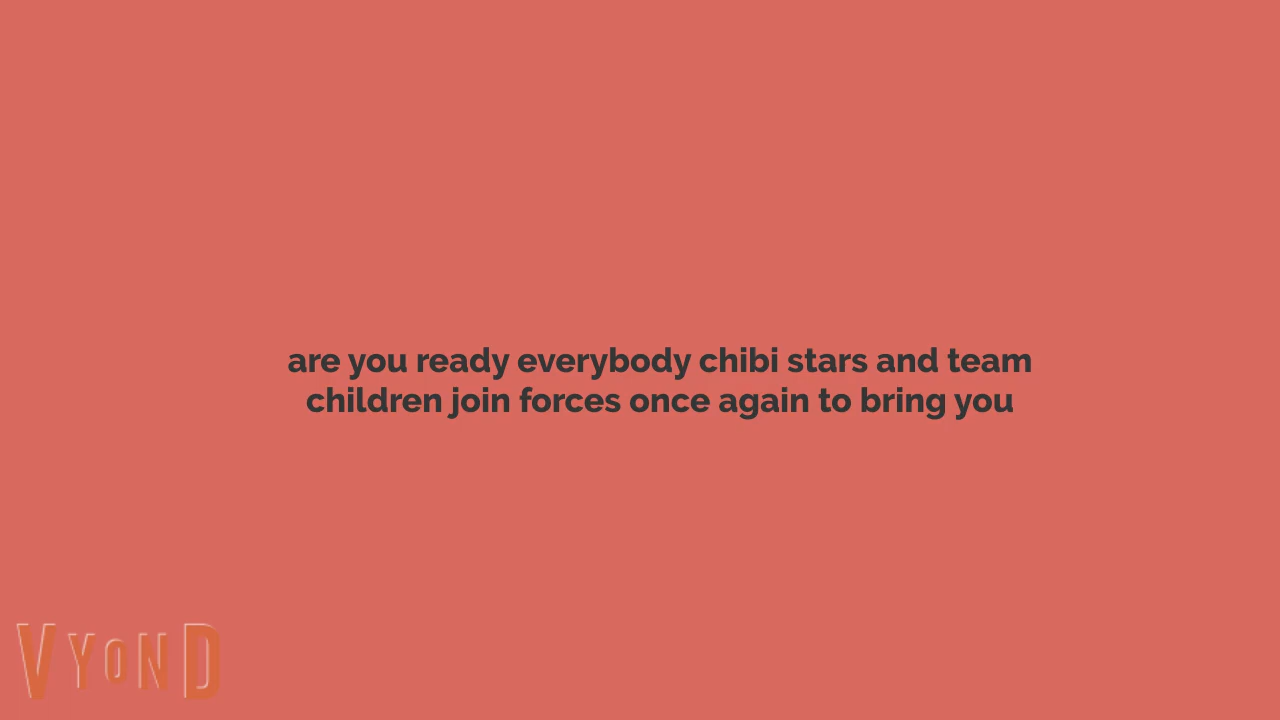 are you ready everybody chibi stars and team
children join forces once again to bring you
VYOND